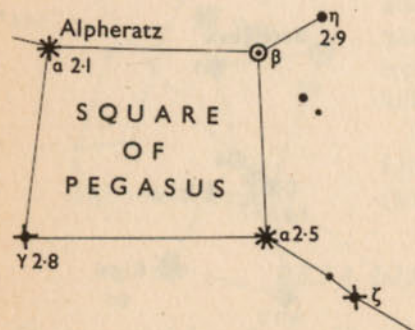 Alpheratz
η
2·9
α 2·1
β
SQUARE
OF
PEGASUS
α 2·5
γ 2·8
ζ